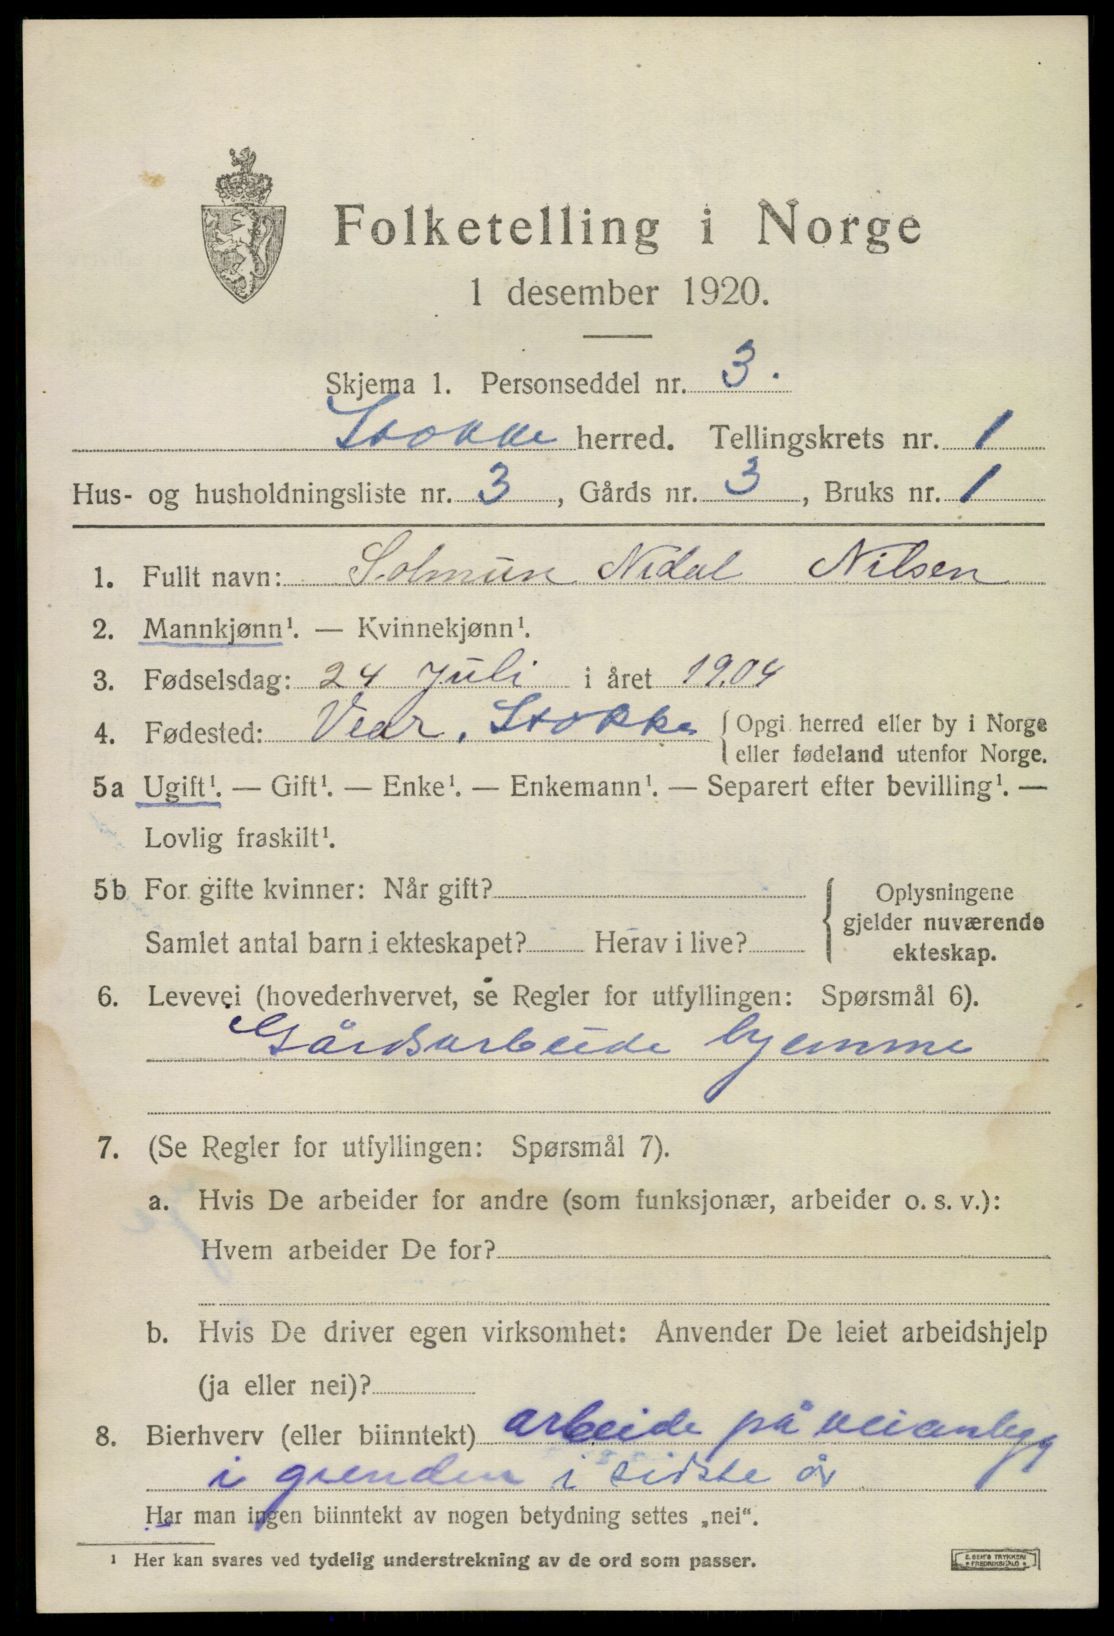 Folketelling i Norge
1 desember 1920.
Skjema 1. Personseddel nr. 3.
Stokke herred. Tellingskrets nr. 1
Hus- og husholdningsliste nr. 3, Gårds nr. 3, Bruks nr. 1
1. Fullt navn: Solmun Nidal Nilsen
2. Mannkjønn¹. — Kvinnekjønn¹.
3. Fødselsdag: 24 Juli i året 1904
4. Fødested: Vear, Stokke { Opgi herred eller by i Norge
eller fødeland utenfor Norge.
5a Ugift¹. — Gift¹. — Enke¹. — Enkemann¹. — Separert efter bevilling¹. —
Lovlig fraskilt¹.
5b For gifte kvinner: Når gift? { Oplysningene
gjelder nuværende
Samlet antal barn i ekteskapet? Herav i live? ekteskap.
6. Levevei (hovederhvervet, se Regler for utfyllingen: Spørsmål 6).
Gårdsarbeide hjemme
7. (Se Regler for utfyllingen: Spørsmål 7).
a. Hvis De arbeider for andre (som funksjonær, arbeider o. s. v.):
Hvem arbeider De for?
b. Hvis De driver egen virksomhet: Anvender De leiet arbeidshjelp
(ja eller nei)?
8. Bierhverv (eller biinntekt) arbeide på veianlegg
i grenden i sidste år
Har man ingen biinntekt av nogen betydning settes „nei“.
¹ Her kan svares ved tydelig understrekning av de ord som passer.